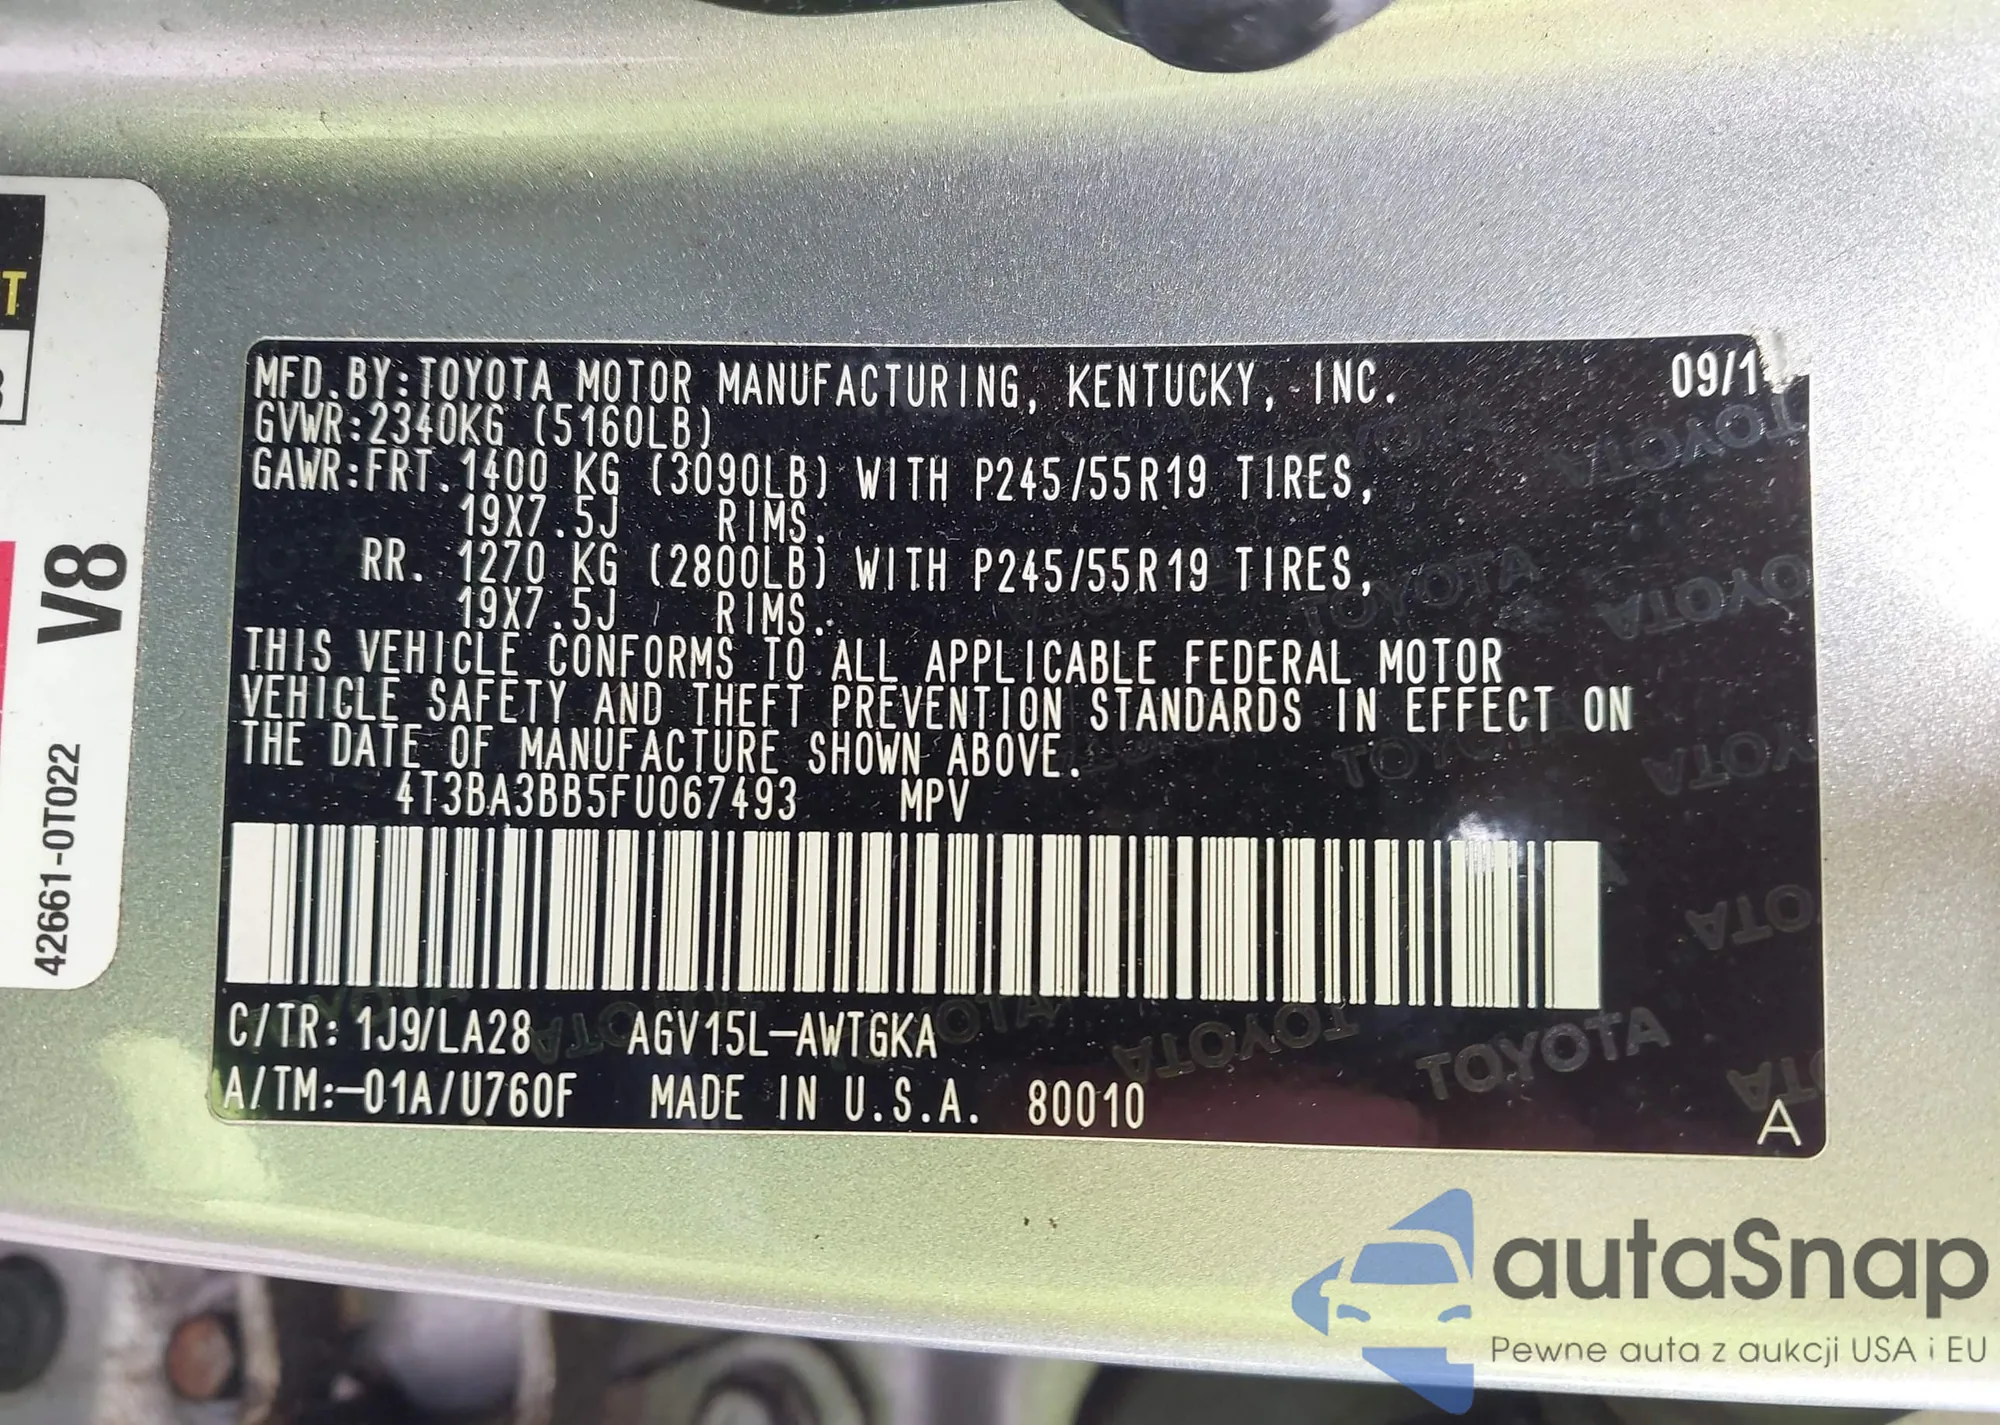 MFD.BY:TOYOTA MOTOR MANUFACTURING, KENTUCKY, INC. 09/1
GVWR:2340KG (5160LB)
GAWR:FRT.1400 KG (3090LB) WITH P245/55R19 TIRES,
19X7.5J RIMS.
RR. 1270 KG (2800LB) WITH P245/55R19 TIRES,
19X7.5J RIMS.
THIS VEHICLE CONFORMS TO ALL APPLICABLE FEDERAL MOTOR
VEHICLE SAFETY AND THEFT PREVENTION STANDARDS IN EFFECT ON
THE DATE OF MANUFACTURE SHOWN ABOVE.
4T3BA3BB5FU067493 MPV
C/TR: 1J9/LA28 AGV15L-AWTGKA
A/TM:-01A/U760F MADE IN U.S.A. 80010
A
T
V8
42661-0T022
TOYOTA
autaSnap
Pewne auta z aukcji USA i EU